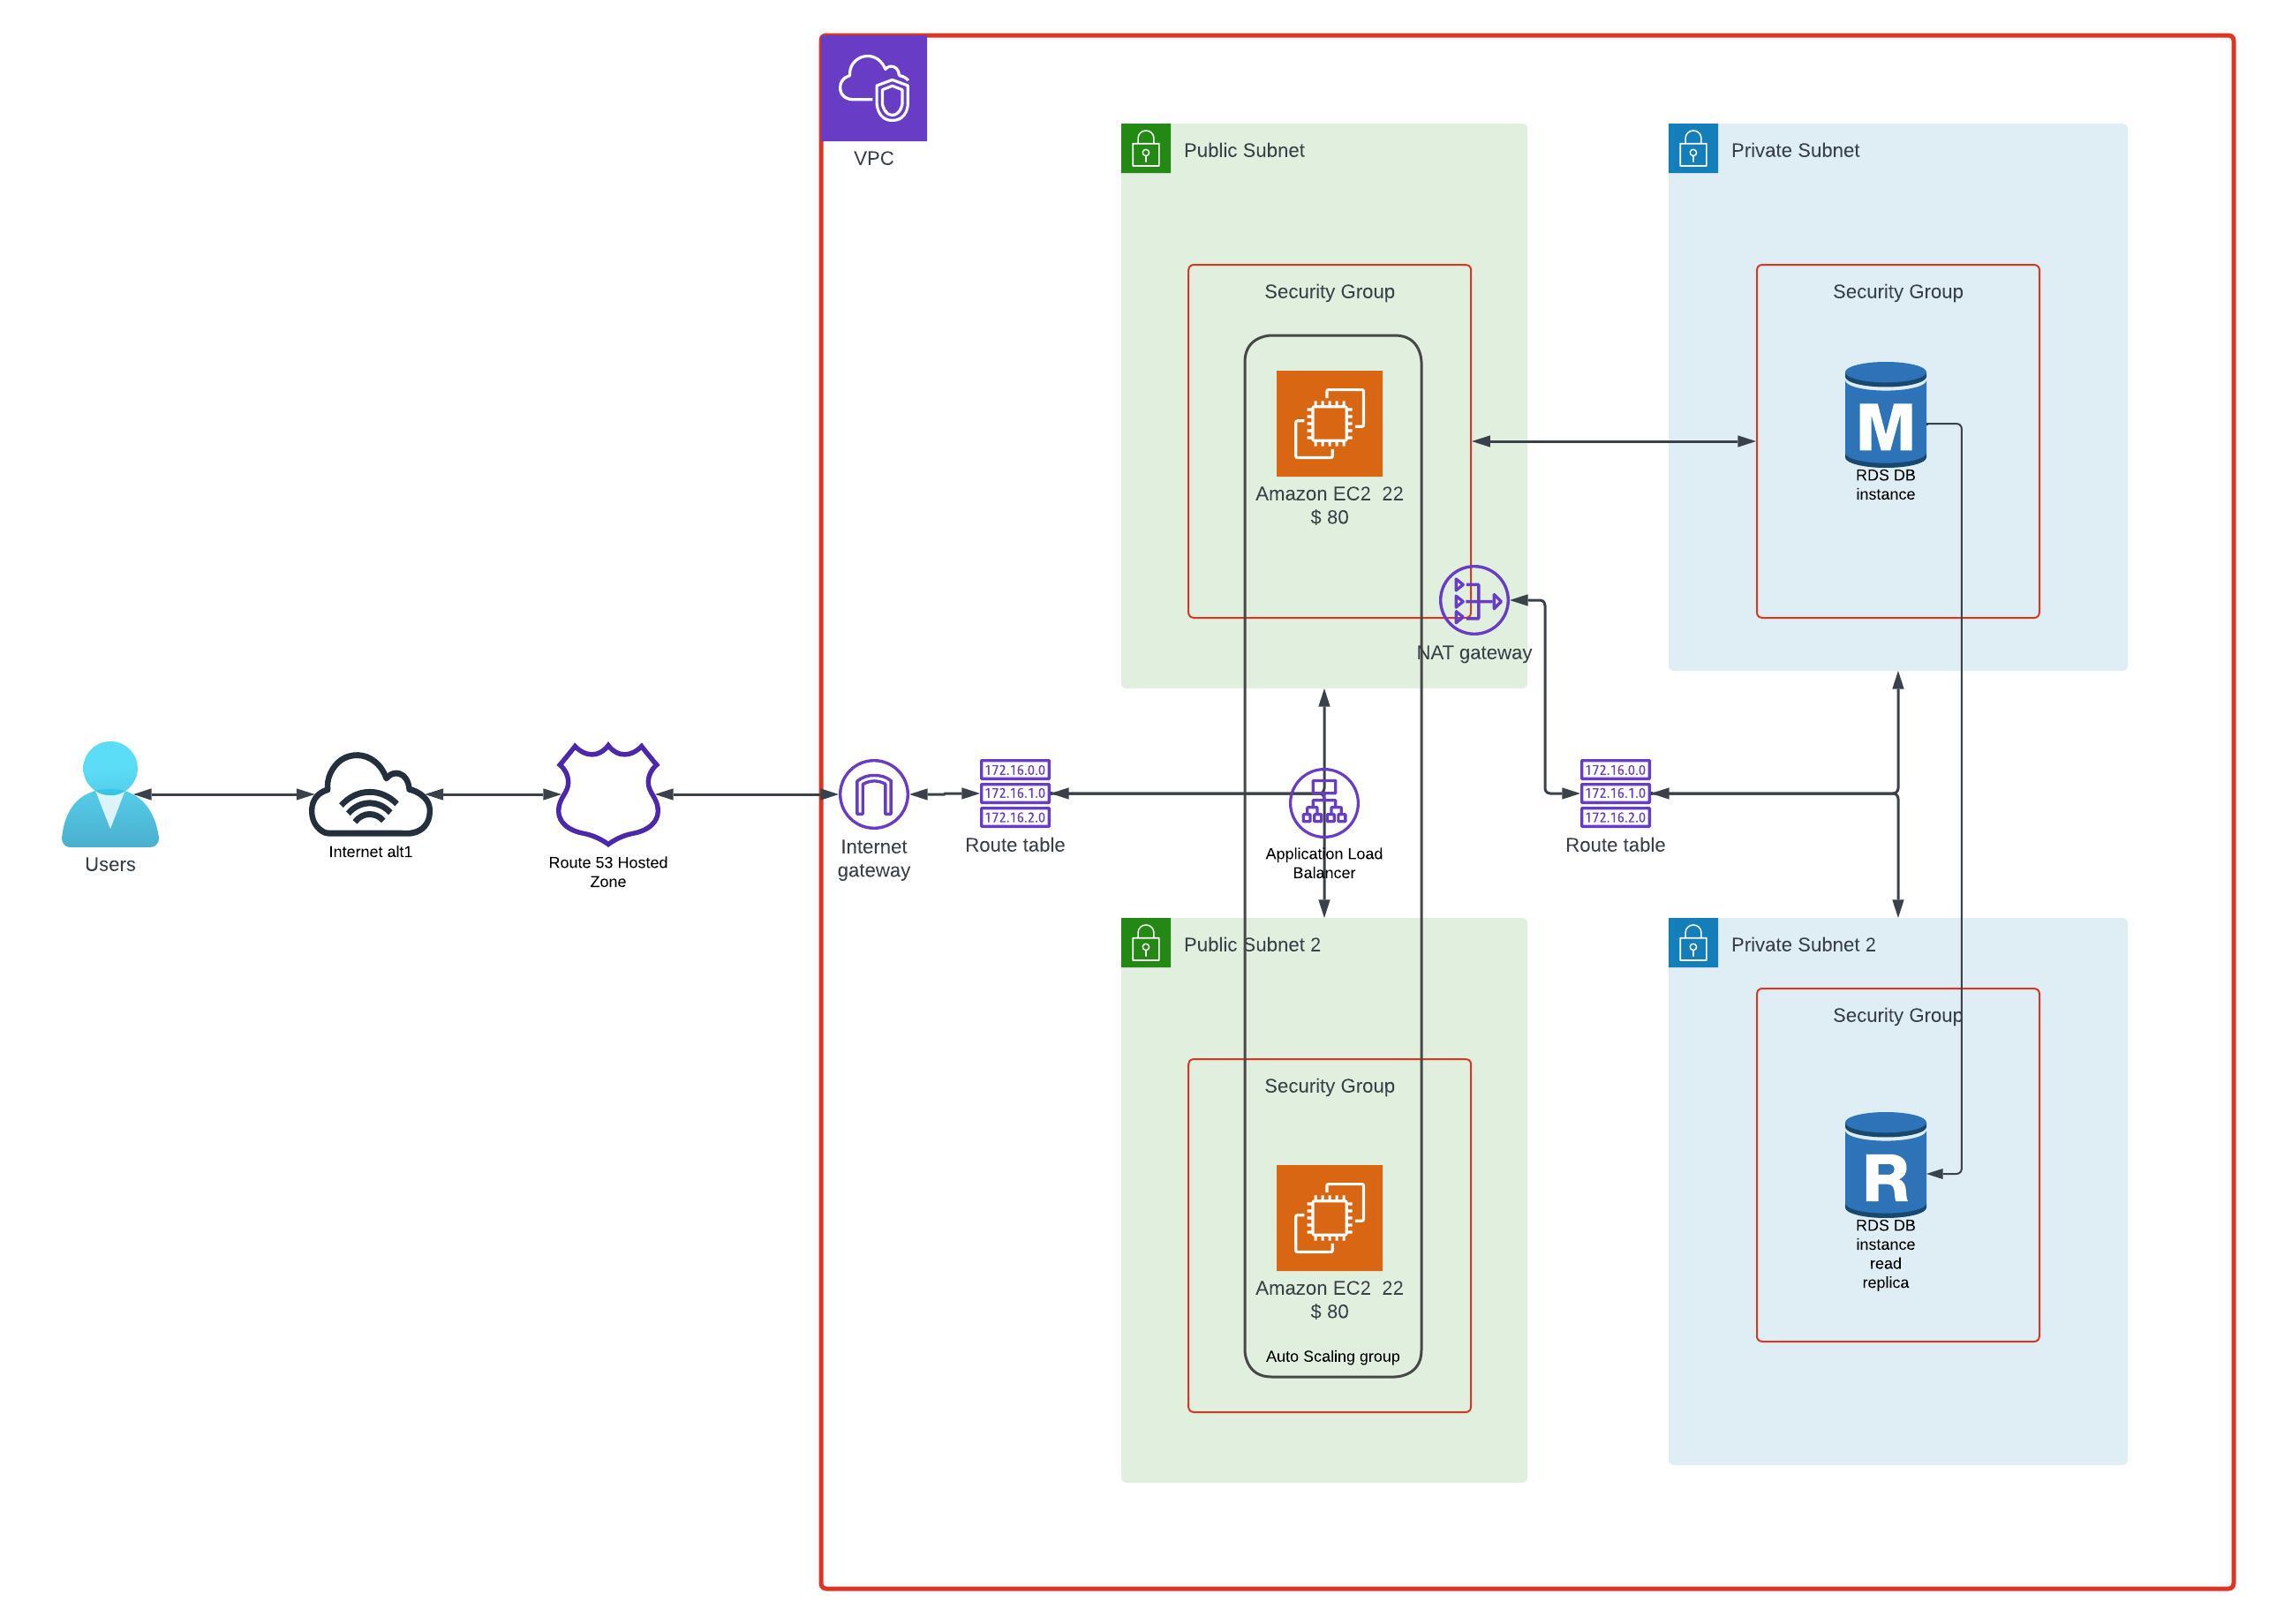 VPC
Public Subnet
Private Subnet
Security Group
Security Group
Amazon EC2  22
$ 80
RDS DB
instance
NAT gateway
Users
Internet alt1
Route 53 Hosted
Zone
Internet
gateway
172.16.0.0
172.16.1.0
172.16.2.0
Route table
Application Load
Balancer
172.16.0.0
172.16.1.0
172.16.2.0
Route table
Public Subnet 2
Private Subnet 2
Security Group
Security Group
Amazon EC2  22
$ 80
Auto Scaling group
M
R
RDS DB
instance
read
replica